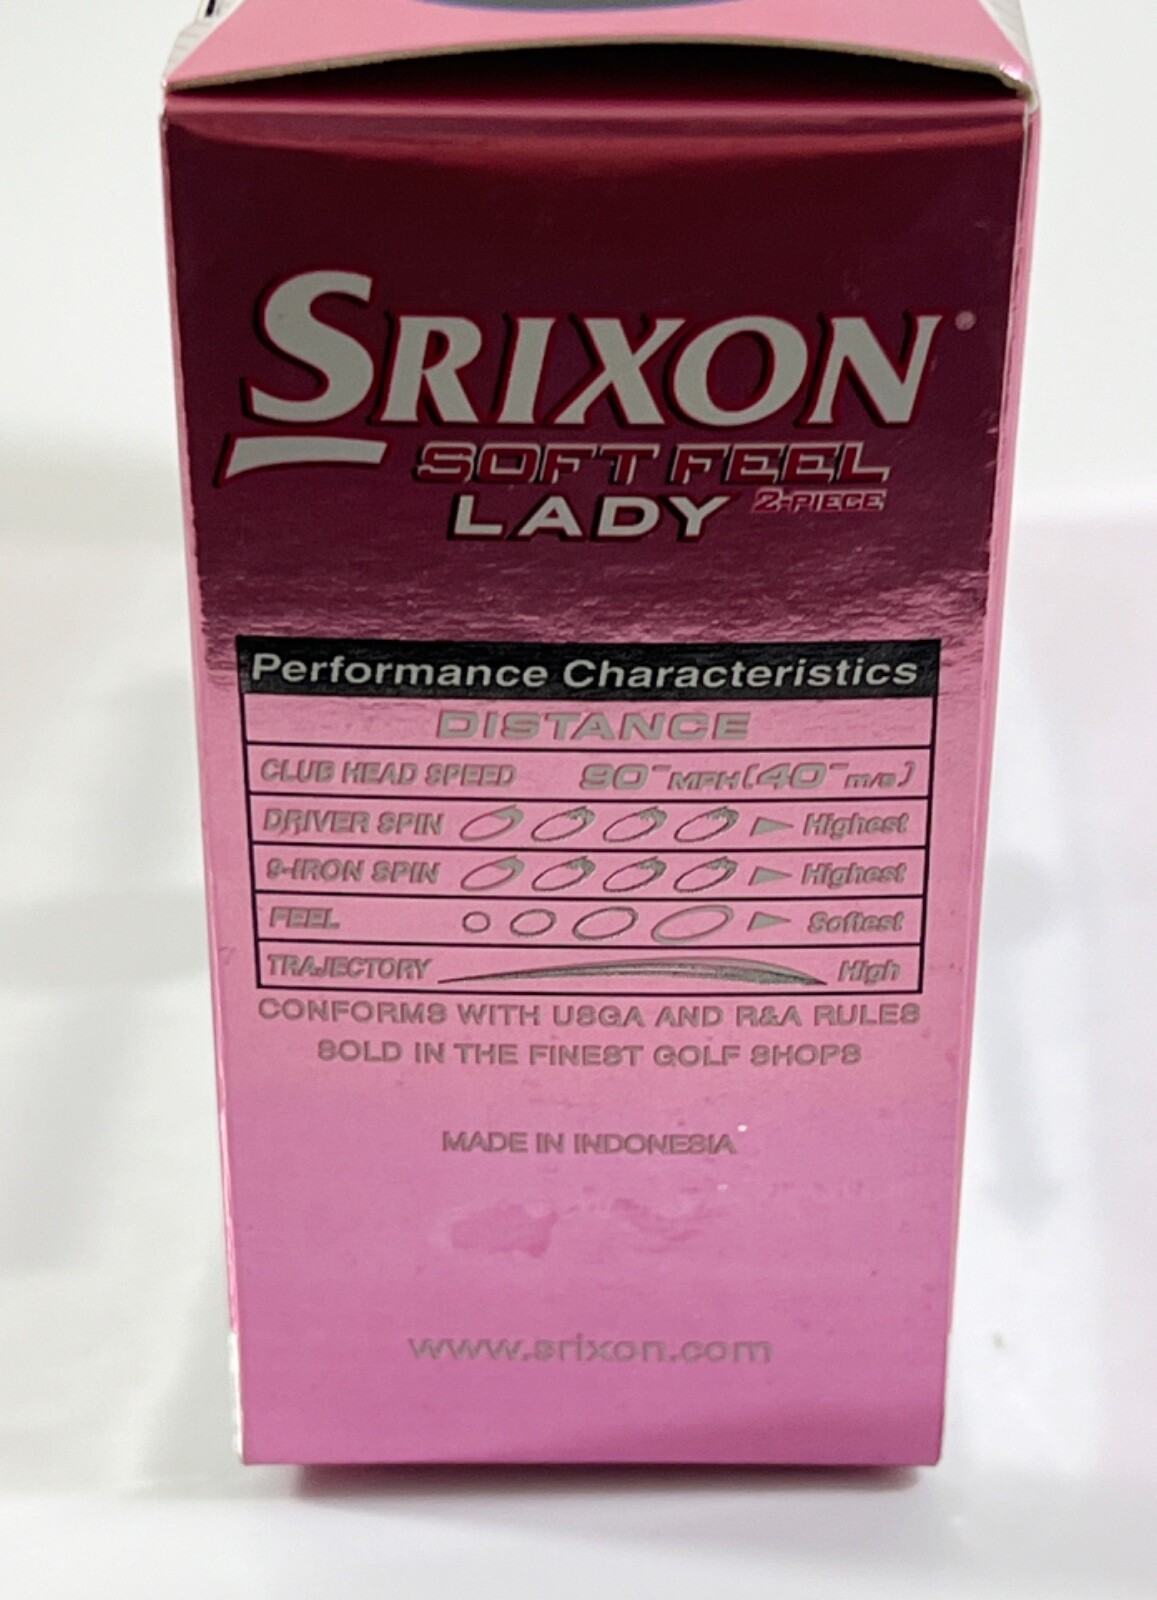 SRIXON
SOFT FEEL
LADY 2-PIECE
Performance Characteristics
DISTANCE
CLUB HEAD SPEED 90⁻ MPH (40⁻ m/s)
DRIVER SPIN Highest
9-IRON SPIN Highest
FEEL Softest
TRAJECTORY High
CONFORMS WITH USGA AND R&A RULES
SOLD IN THE FINEST GOLF SHOPS
MADE IN INDONESIA
www.srixon.com